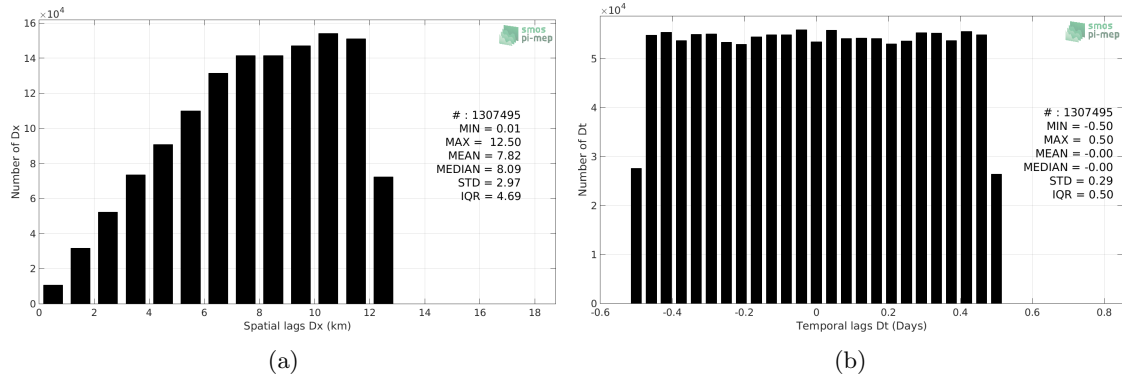 ×10⁴
16
14
12
10
8
6
4
2
0
Number of Dx
0 2 4 6 8 10 12 14 16 18
Spatial lags Dx (km)
smos
pi-mep
# : 1307495
MIN = 0.01
MAX = 12.50
MEAN = 7.82
MEDIAN = 8.09
STD = 2.97
IQR = 4.69
(a)
×10⁴
5
4
3
2
1
0
Number of Dt
-0.6 -0.4 -0.2 0 0.2 0.4 0.6 0.8
Temporal lags Dt (Days)
smos
pi-mep
# : 1307495
MIN = -0.50
MAX = 0.50
MEAN = -0.00
MEDIAN = -0.00
STD = 0.29
IQR = 0.50
(b)